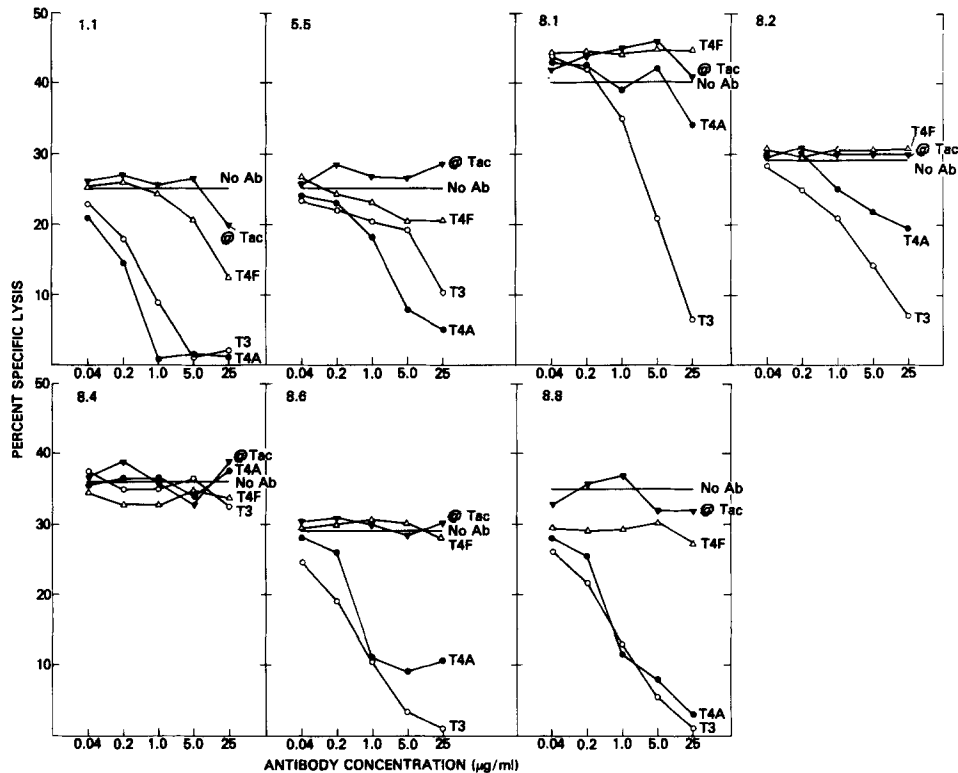 PERCENT SPECIFIC LYSIS
50
40
30
20
10
1.1
No Ab
@ Tac
T4F
T3
T4A
0.04 0.2 1.0 5.0 25
5.5
@ Tac
No Ab
T4F
T3
T4A
0.04 0.2 1.0 5.0 25
8.1
T4F
@ Tac
No Ab
T4A
T3
0.04 0.2 1.0 5.0 25
8.2
T4F
@ Tac
No Ab
T4A
T3
0.04 0.2 1.0 5.0 25
50
40
30
20
10
8.4
@ Tac
T4A
No Ab
T4F
T3
0.04 0.2 1.0 5.0 25
8.6
@ Tac
No Ab
T4F
T4A
T3
0.04 0.2 1.0 5.0 25
8.8
No Ab
@ Tac
T4F
T4A
T3
0.04 0.2 1.0 5.0 25
ANTIBODY CONCENTRATION (µg/ml)